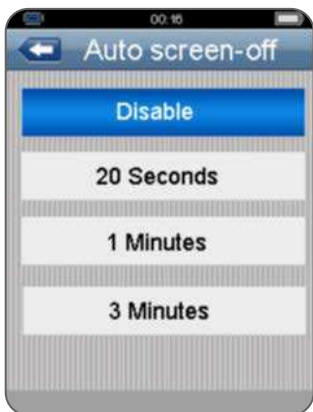 00:16
Auto screen-off
Disable
20 Seconds
1 Minutes
3 Minutes